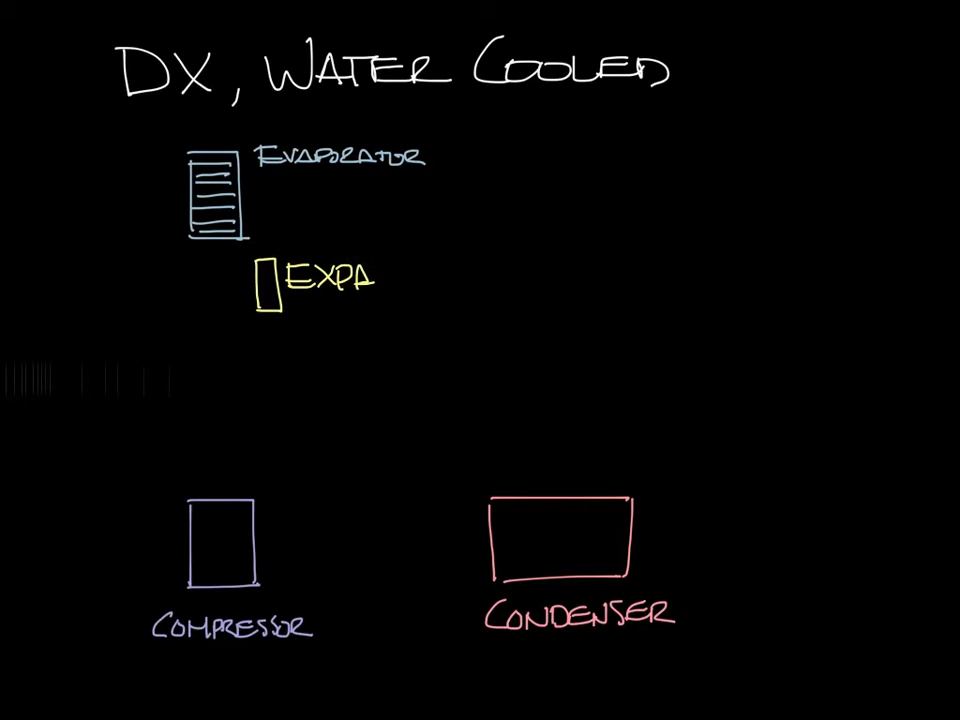 DX, WATER COOLED
EVAPORATOR
EXPA
COMPRESSOR
CONDENSER